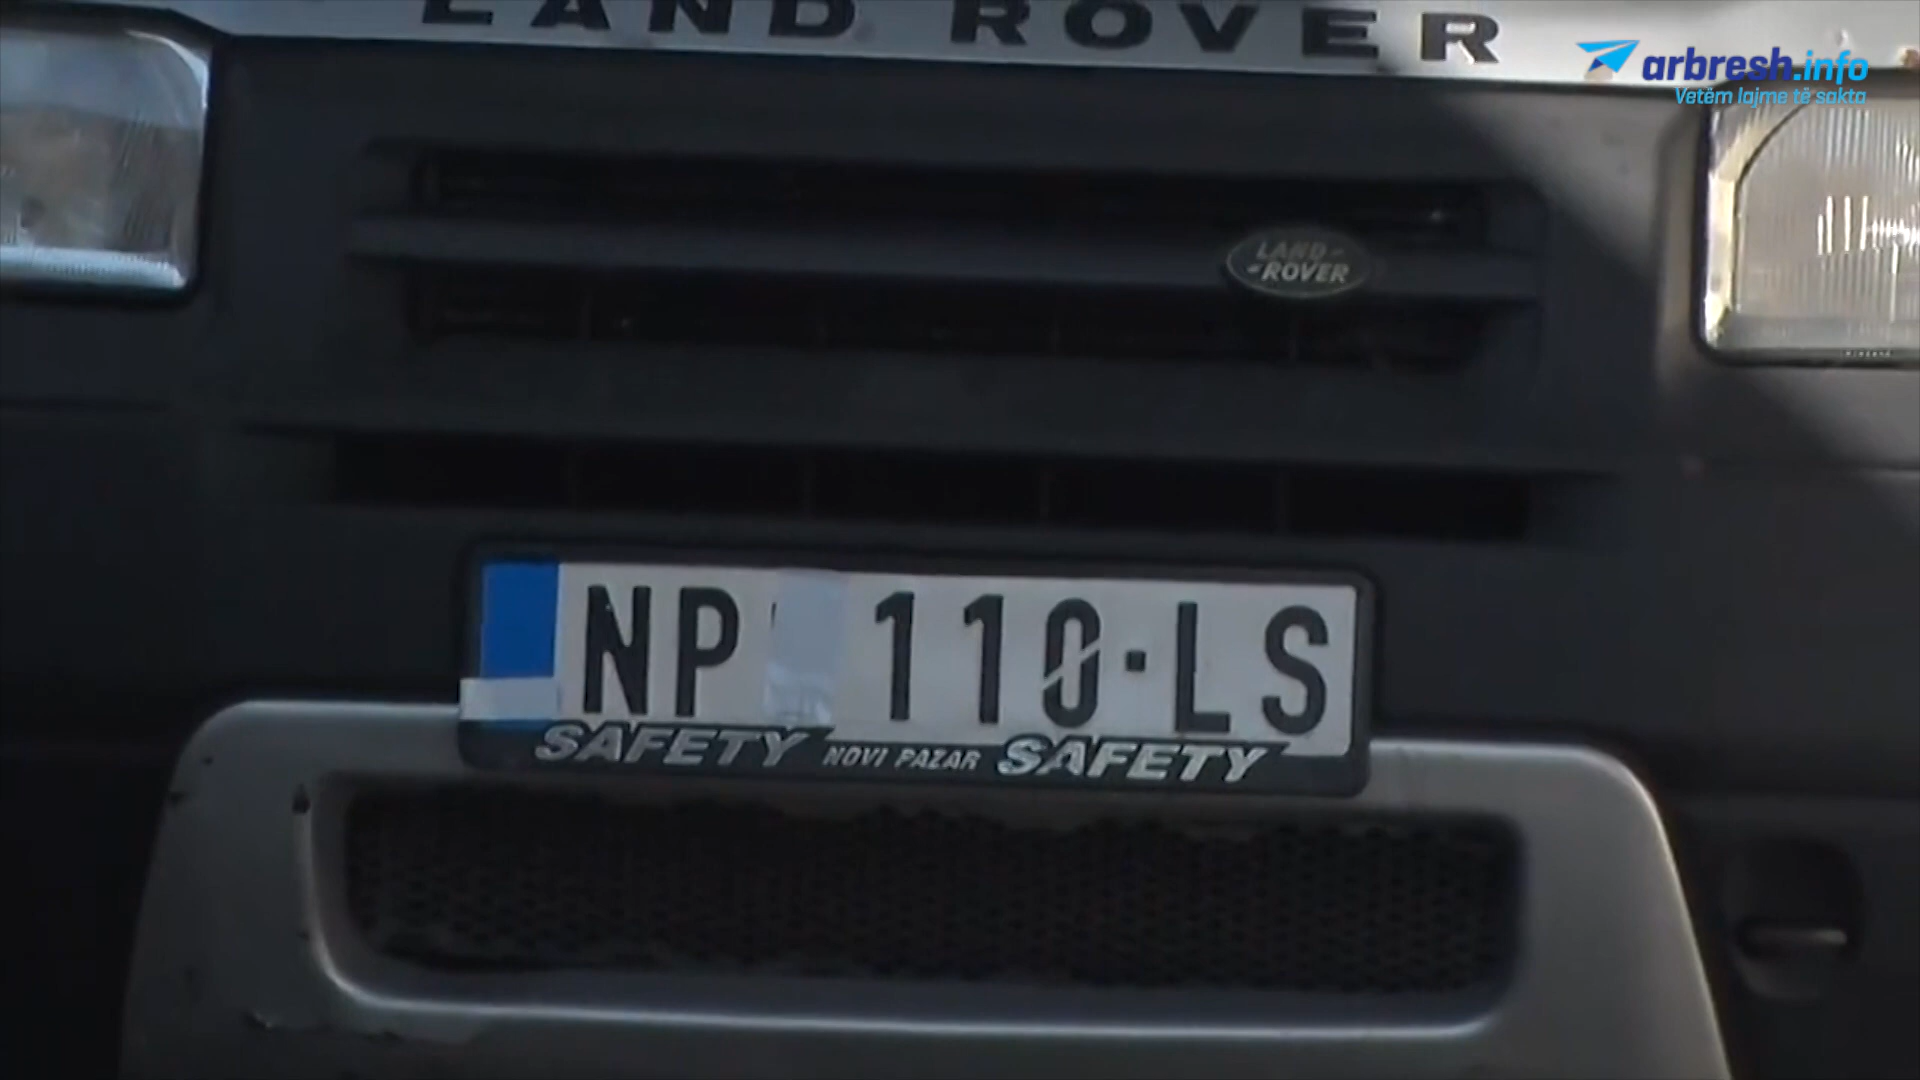 LAND ROVER
arbresh.info
Vetëm lajme të sakta
LAND-
-ROVER
NP 110-LS
SAFETY NOVI PAZAR SAFETY